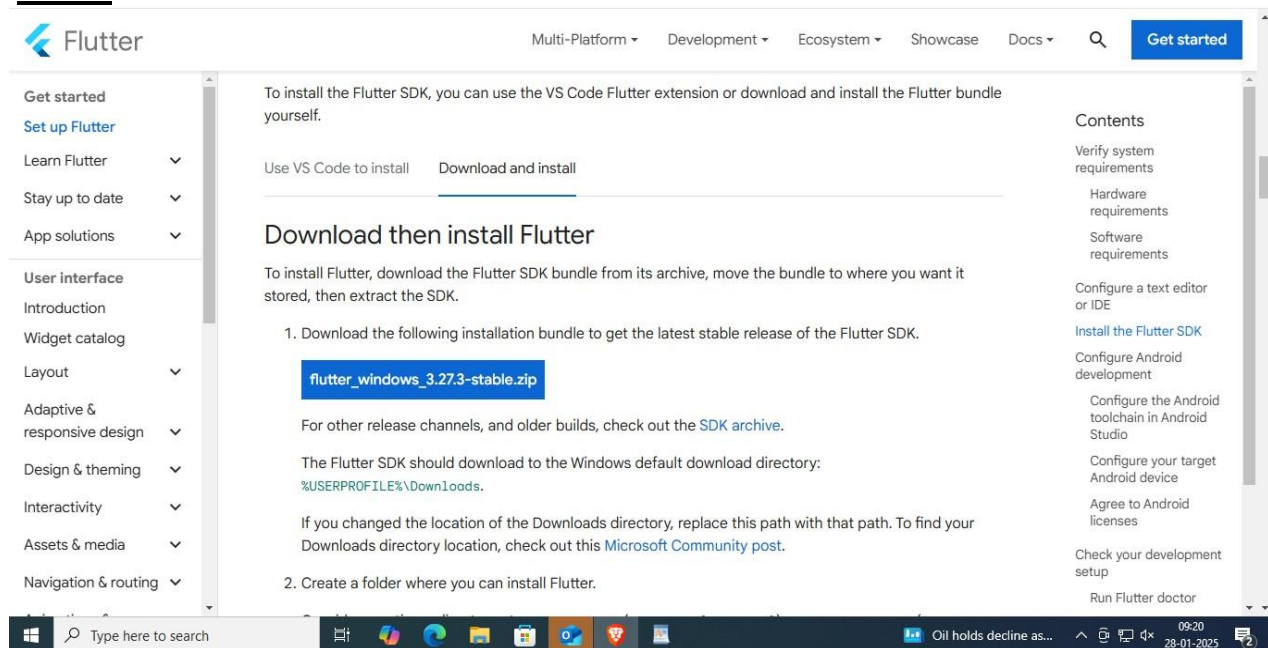 Flutter
Multi-Platform
Development
Ecosystem
Showcase
Docs
Get started
Get started
Set up Flutter
Learn Flutter
Stay up to date
App solutions
User interface
Introduction
Widget catalog
Layout
Adaptive &
responsive design
Design & theming
Interactivity
Assets & media
Navigation & routing
To install the Flutter SDK, you can use the VS Code Flutter extension or download and install the Flutter bundle
yourself.
Use VS Code to install
Download and install
Download then install Flutter
To install Flutter, download the Flutter SDK bundle from its archive, move the bundle to where you want it
stored, then extract the SDK.
1. Download the following installation bundle to get the latest stable release of the Flutter SDK.
flutter_windows_3.27.3-stable.zip
For other release channels, and older builds, check out the SDK archive.
The Flutter SDK should download to the Windows default download directory:
%USERPROFILE%\Downloads.
If you changed the location of the Downloads directory, replace this path with that path. To find your
Downloads directory location, check out this Microsoft Community post.
2. Create a folder where you can install Flutter.
Contents
Verify system
requirements
Hardware
requirements
Software
requirements
Configure a text editor
or IDE
Install the Flutter SDK
Configure Android
development
Configure the Android
toolchain in Android
Studio
Configure your target
Android device
Agree to Android
licenses
Check your development
setup
Run Flutter doctor
Type here to search
Oil holds decline as...
09:20
28-01-2025
2